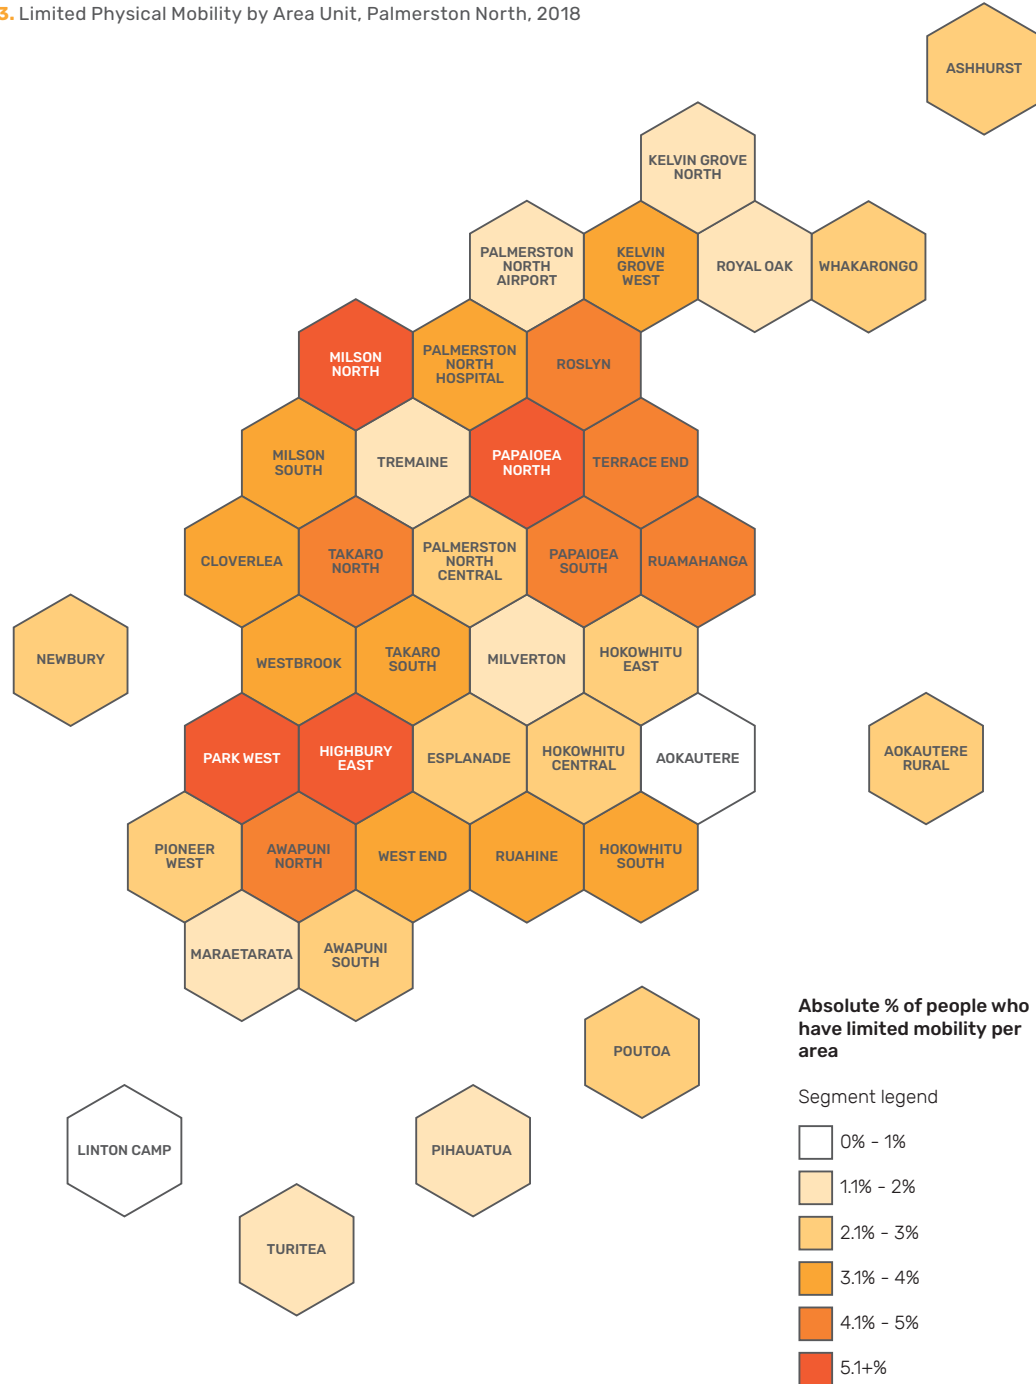 3. Limited Physical Mobility by Area Unit, Palmerston North, 2018
ASHHURST
KELVIN GROVE
NORTH
PALMERSTON
NORTH
AIRPORT
KELVIN
GROVE
WEST
ROYAL OAK
WHAKARONGO
MILSON
NORTH
PALMERSTON
NORTH
HOSPITAL
ROSLYN
MILSON
SOUTH
TREMAINE
PAPAIOEA
NORTH
TERRACE END
CLOVERLEA
TAKARO
NORTH
PALMERSTON
NORTH
CENTRAL
PAPAIOEA
SOUTH
RUAMAHANGA
NEWBURY
WESTBROOK
TAKARO
SOUTH
MILVERTON
HOKOWHITU
EAST
PARK WEST
HIGHBURY
EAST
ESPLANADE
HOKOWHITU
CENTRAL
AOKAUTERE
AOKAUTERE
RURAL
PIONEER
WEST
AWAPUNI
NORTH
WEST END
RUAHINE
HOKOWHITU
SOUTH
MARAETARATA
AWAPUNI
SOUTH
POUTOA
LINTON CAMP
PIHAUATUA
TURITEA
Absolute % of people who
have limited mobility per
area
Segment legend
0% - 1%
1.1% - 2%
2.1% - 3%
3.1% - 4%
4.1% - 5%
5.1+%